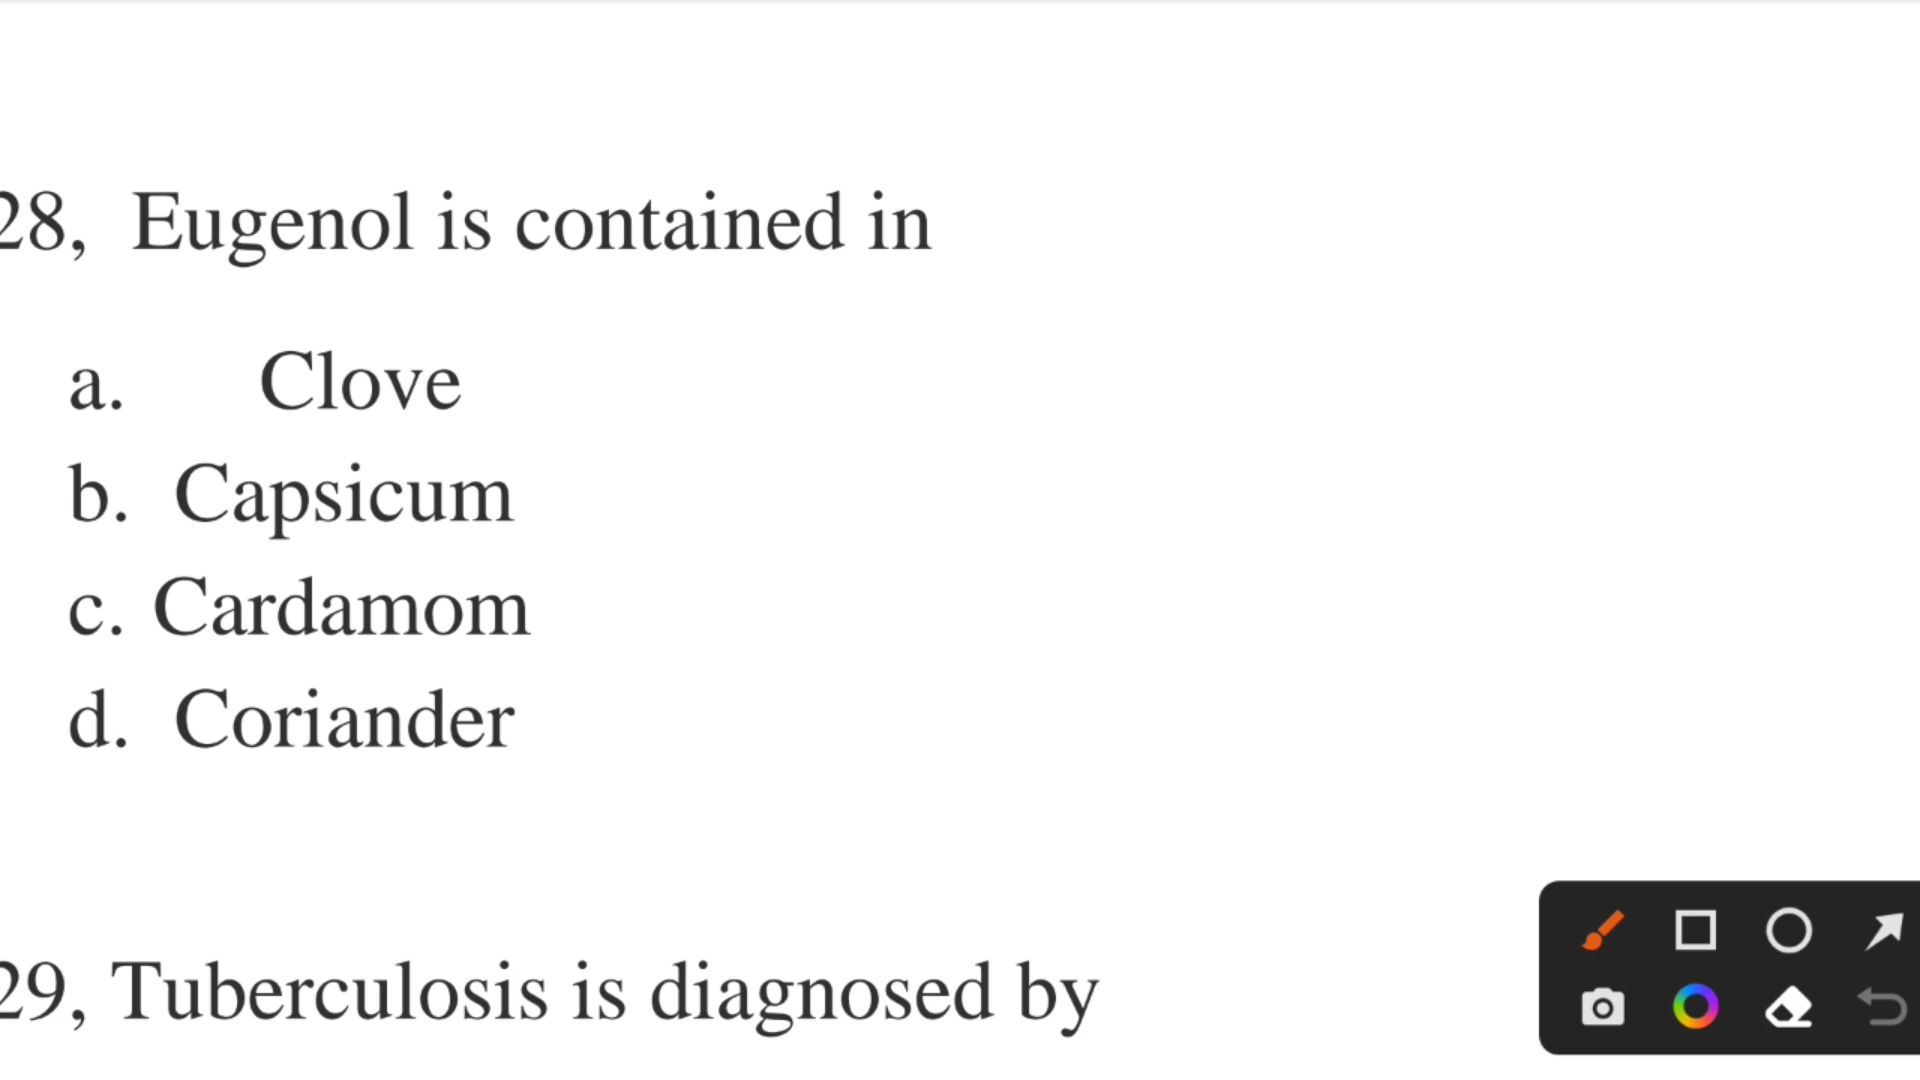 28, Eugenol is contained in
a. Clove
b. Capsicum
c. Cardamom
d. Coriander
29, Tuberculosis is diagnosed by